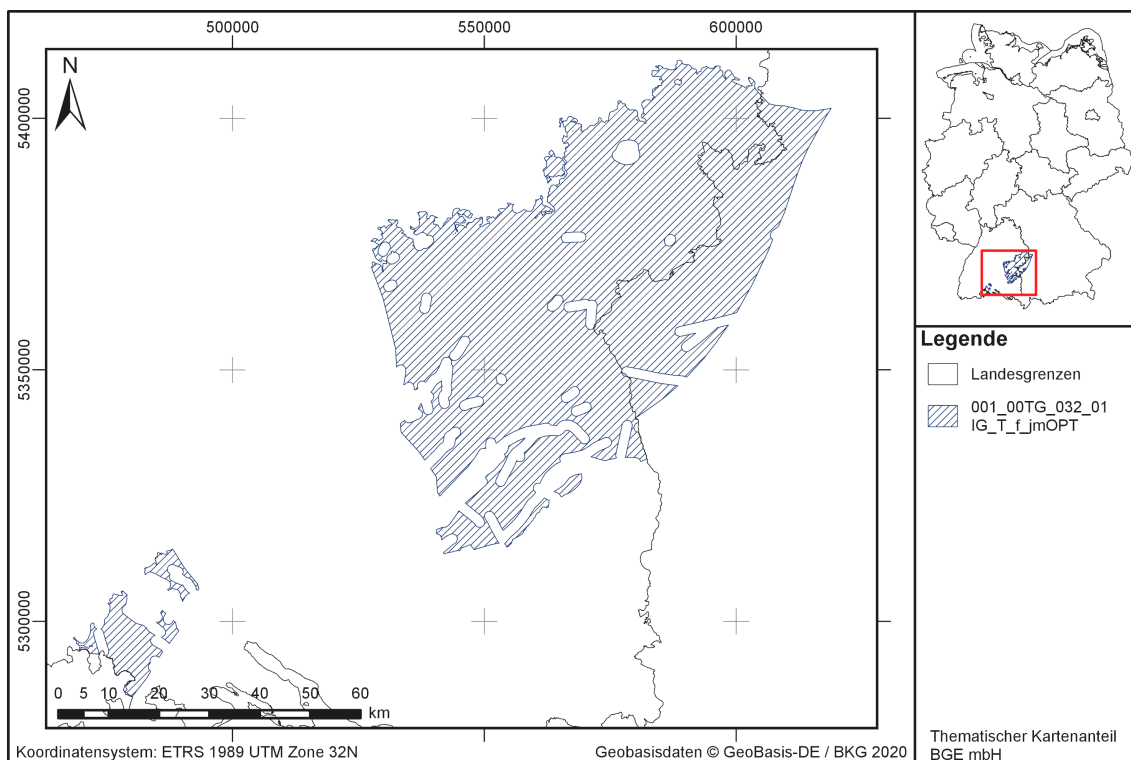 500000
550000
600000
N
5400000
5350000
5300000
0 5 10 20 30 40 50 60
km
Koordinatensystem: ETRS 1989 UTM Zone 32N
Geobasisdaten © GeoBasis-DE / BKG 2020
Legende
Landesgrenzen
001_00TG_032_01
IG_T_f_jmOPT
Thematischer Kartenanteil
BGE mbH